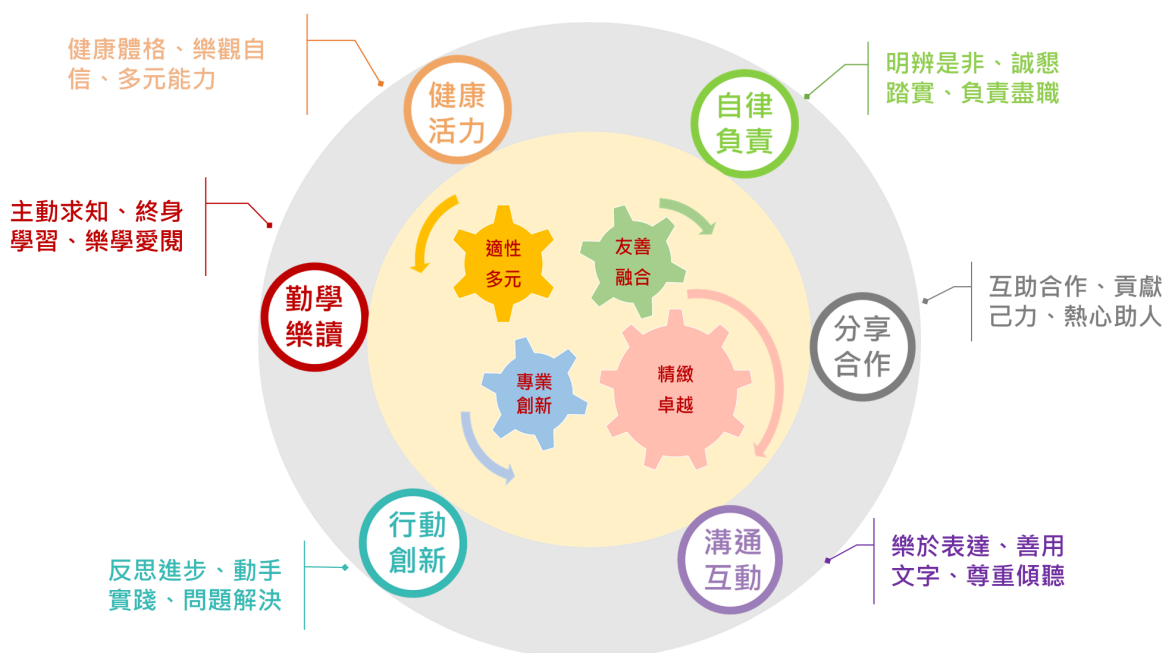 健康體格、樂觀自
信、多元能力
健康
活力
自律
負責
明辨是非、誠懇
踏實、負責盡職
主動求知、終身
學習、樂學愛閱
勤學
樂讀
適性
多元
友善
融合
專業
創新
精緻
卓越
分享
合作
互助合作、貢獻
己力、熱心助人
行動
創新
反思進步、動手
實踐、問題解決
溝通
互動
樂於表達、善用
文字、尊重傾聽